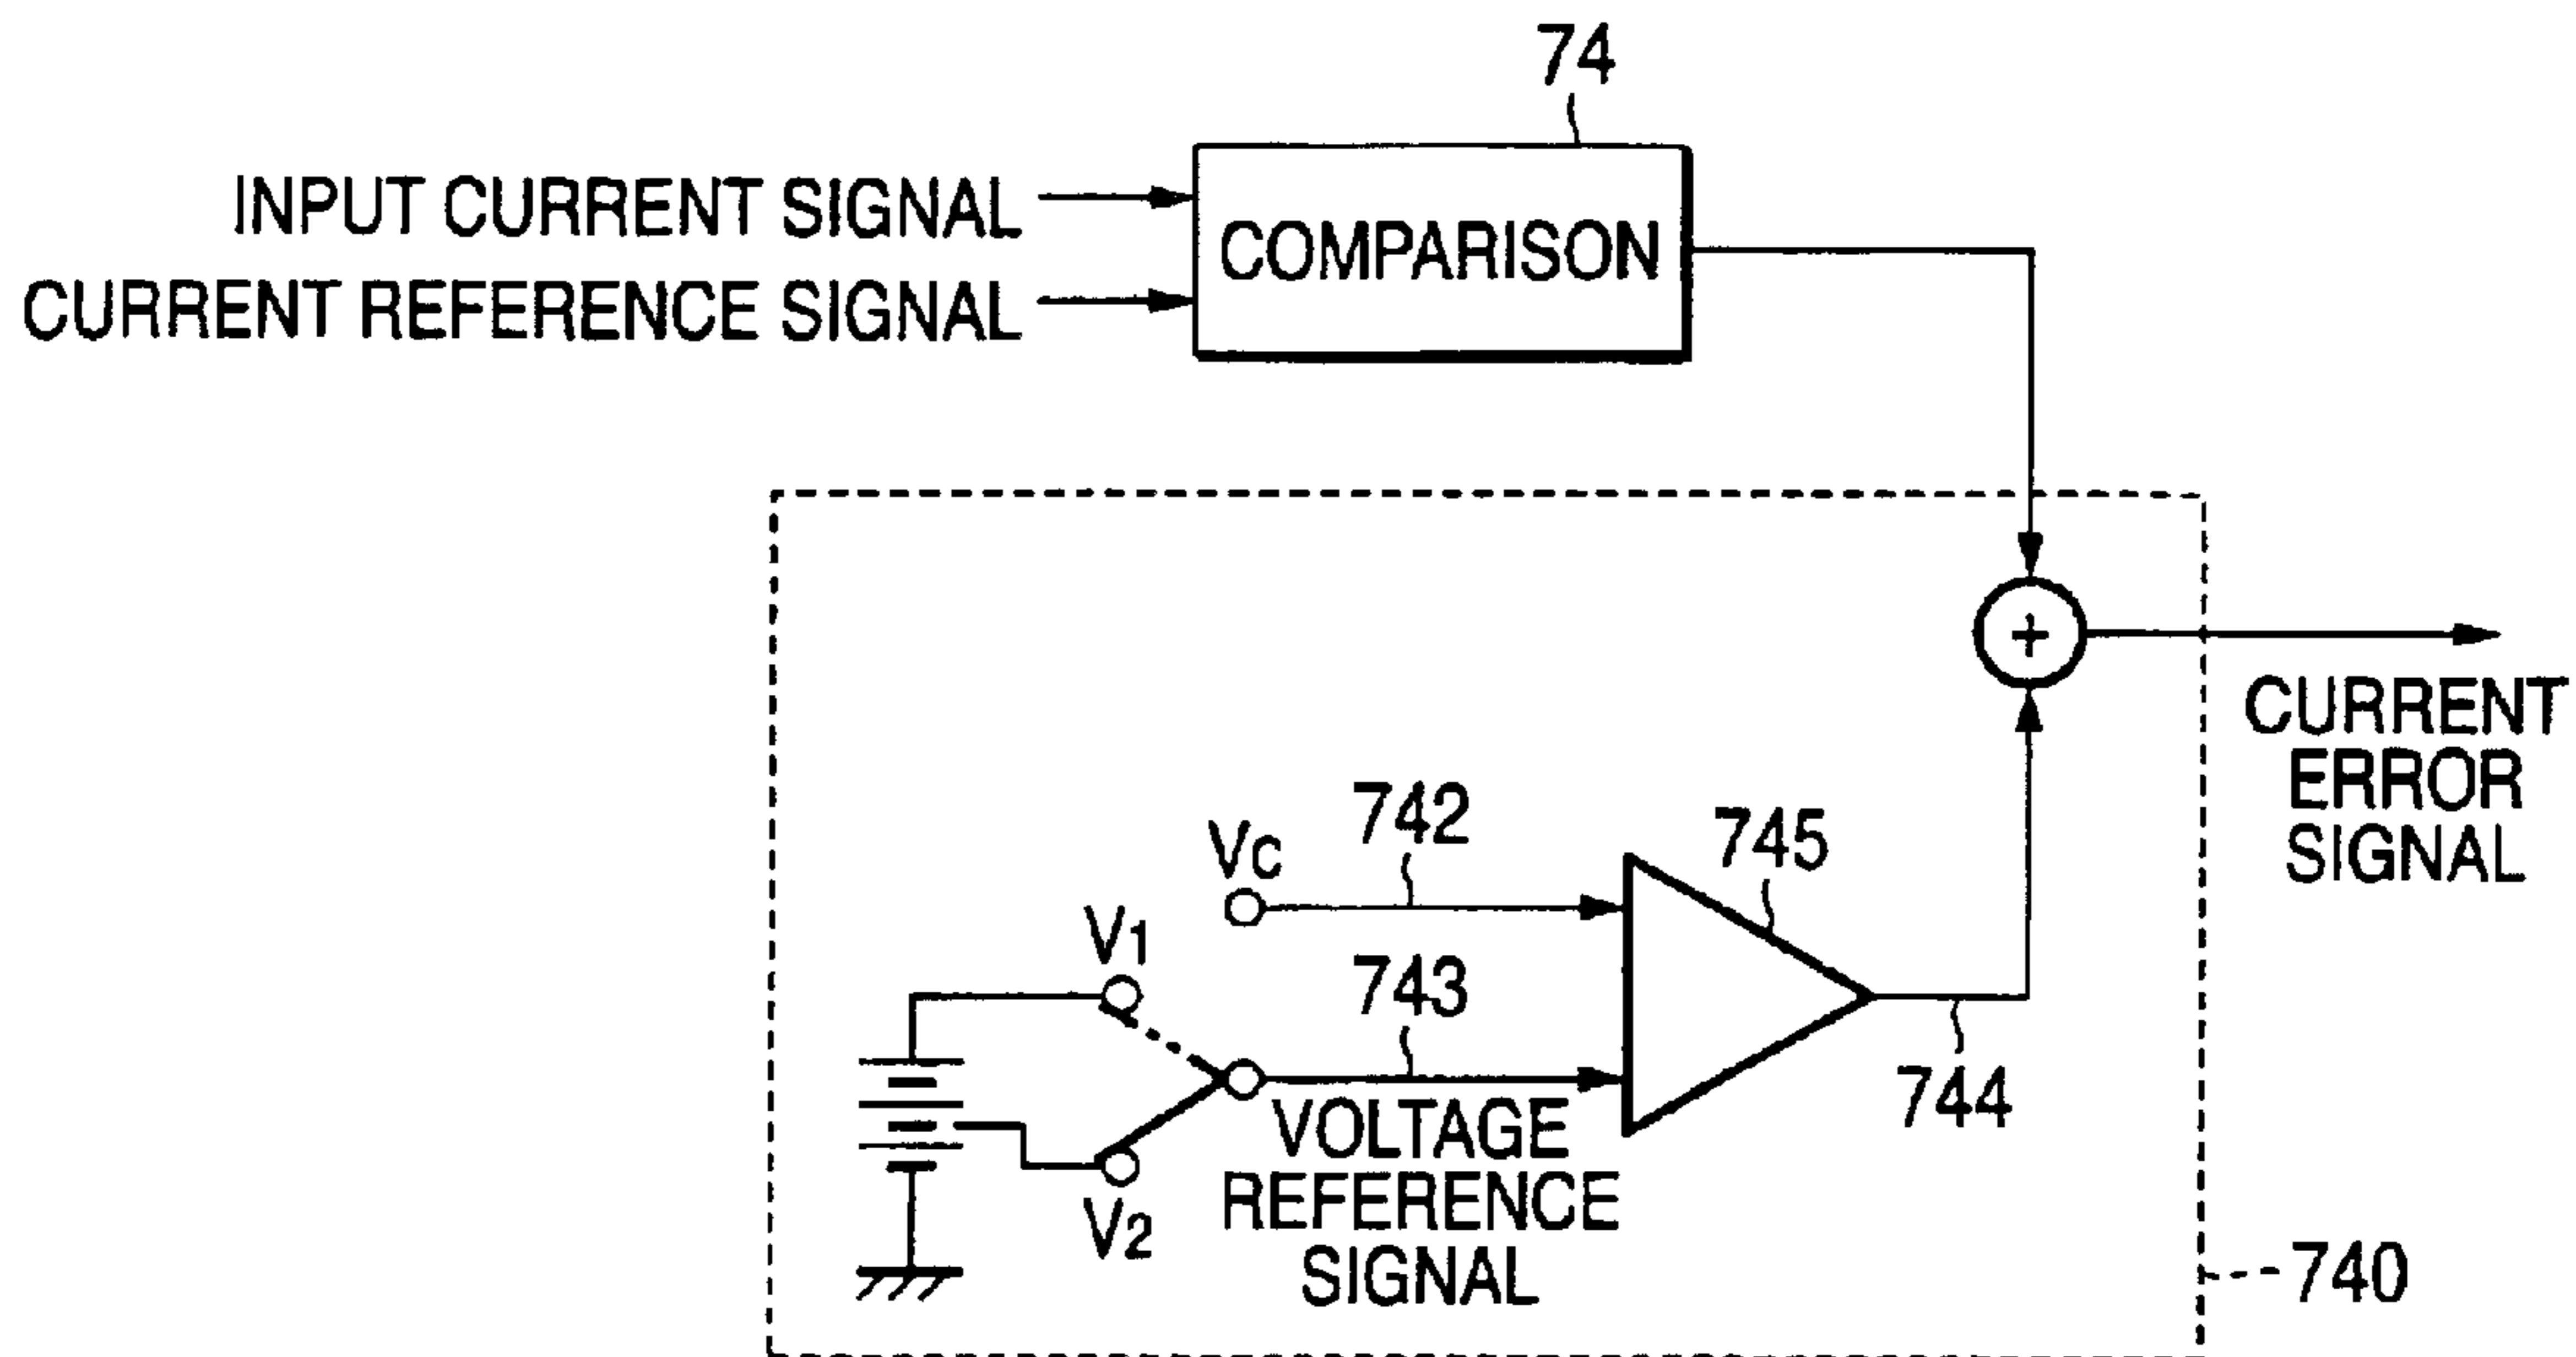 74
INPUT CURRENT SIGNAL
CURRENT REFERENCE SIGNAL
COMPARISON
+
CURRENT
ERROR
SIGNAL
742
VC
745
V1
743
744
VOLTAGE
REFERENCE
SIGNAL
V2
740